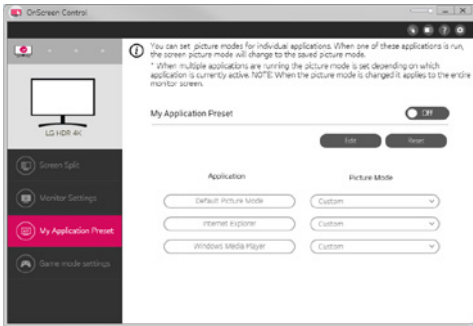 OnScreen Control
You can set picture modes for individual applications. When one of these applications is run,
the screen picture mode will change to the saved picture mode.
* When multiple applications are running the picture mode is set depending on which
application is currently active. NOTE: When the picture mode is changed it applies to the entire
monitor screen.
My Application Preset
Off
LG HDR 4K
Edit Reset
Application Picture Mode
Screen Split
Default Picture Mode Custom
Monitor Settings
Internet Explorer Custom
My Application Preset
Windows Media Player Custom
Game mode settings